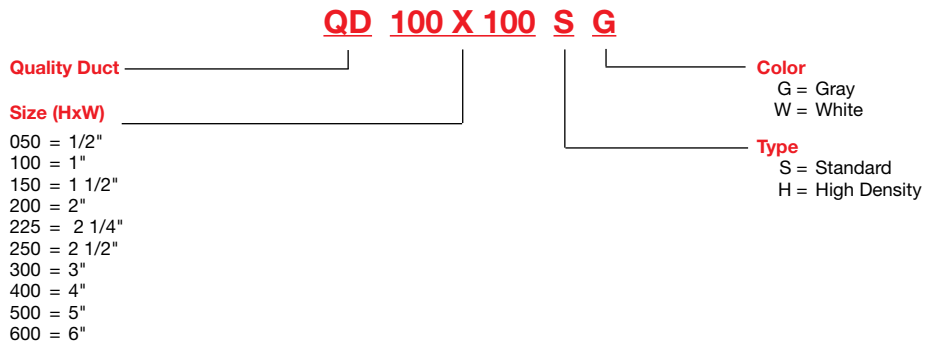 QD 100 X 100 S G
Quality Duct
Size (HxW)
050 = 1/2"
100 = 1"
150 = 1 1/2"
200 = 2"
225 = 2 1/4"
250 = 2 1/2"
300 = 3"
400 = 4"
500 = 5"
600 = 6"
Color
G = Gray
W = White
Type
S = Standard
H = High Density